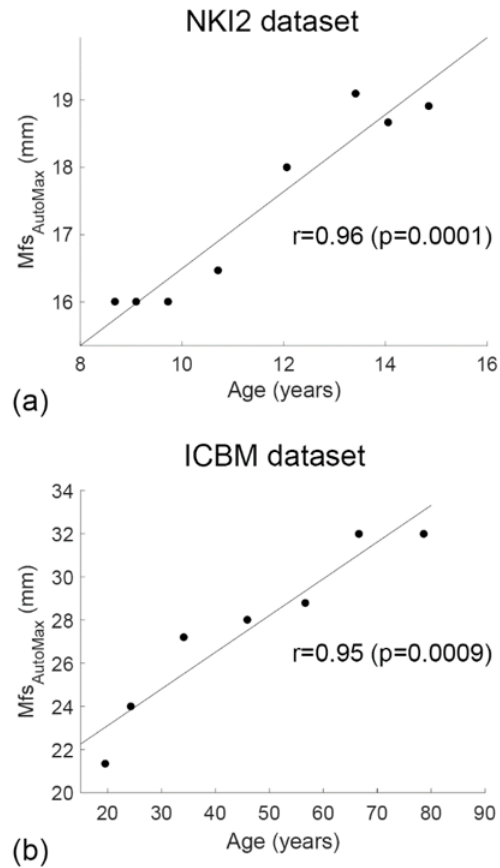 NKI2 dataset
Mfs_AutoMax (mm)
19
18
17
16
r=0.96 (p=0.0001)
8 10 12 14 16
Age (years)
(a)
ICBM dataset
Mfs_AutoMax (mm)
34
32
30
28
26
24
22
20
r=0.95 (p=0.0009)
20 30 40 50 60 70 80 90
Age (years)
(b)